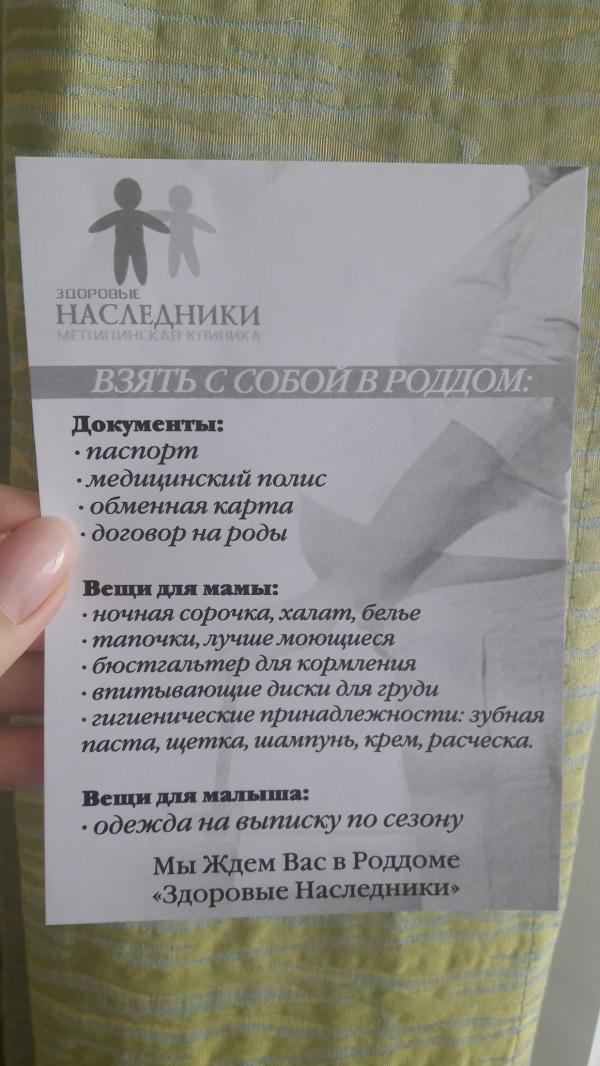 ЗДОРОВЫЕ
НАСЛЕДНИКИ
МЕДИЦИНСКАЯ КЛИНИКА
ВЗЯТЬ С СОБОЙ В РОДДОМ:
Документы:
· паспорт
· медицинский полис
· обменная карта
· договор на роды
Вещи для мамы:
· ночная сорочка, халат, белье
· тапочки, лучше моющиеся
· бюстгальтер для кормления
· впитывающие диски для груди
· гигиенические принадлежности: зубная
паста, щетка, шампунь, крем, расческа.
Вещи для малыша:
· одежда на выписку по сезону
Мы Ждем Вас в Роддоме
«Здоровые Наследники»